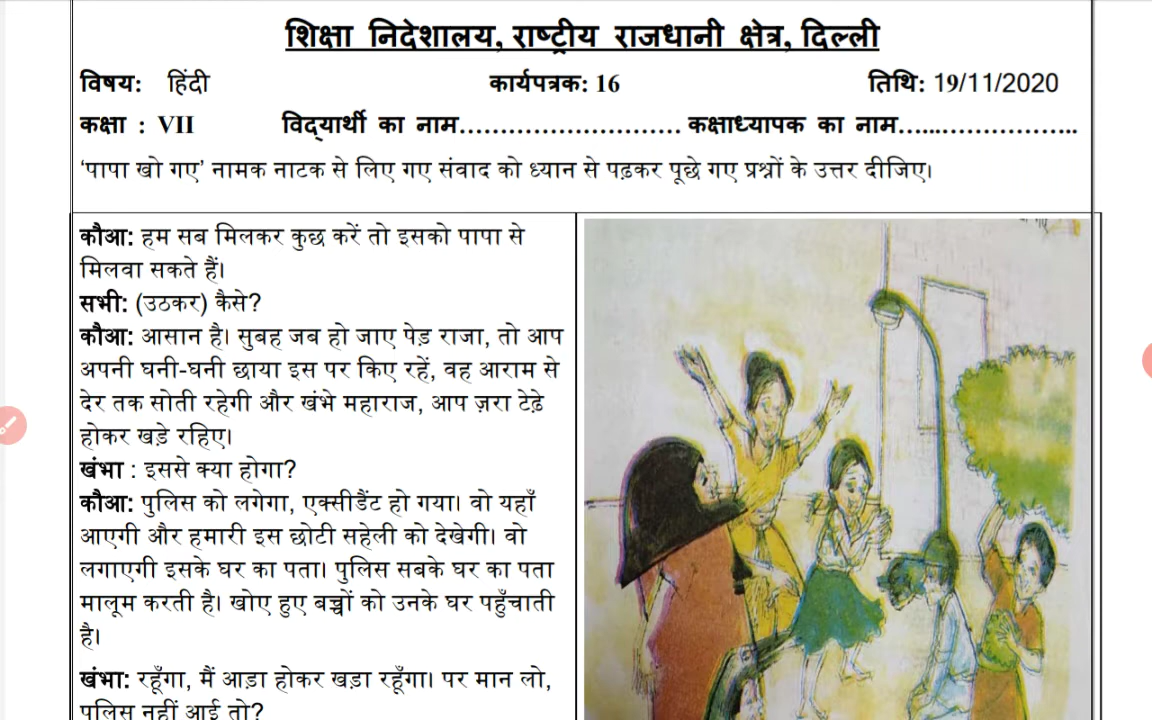 शिक्षा निदेशालय, राष्ट्रीय राजधानी क्षेत्र, दिल्ली
विषय: हिंदी कार्यपत्रक: 16 तिथि: 19/11/2020
कक्षा : VII विद्यार्थी का नाम............................ कक्षाध्यापक का नाम.......................
‘पापा खो गए’ नामक नाटक से लिए गए संवाद को ध्यान से पढ़कर पूछे गए प्रश्नों के उत्तर दीजिए।
कौआ: हम सब मिलकर कुछ करें तो इसको पापा से
मिलवा सकते हैं।
सभी: (उठकर) कैसे?
कौआ: आसान है। सुबह जब हो जाए पेड़ राजा, तो आप
अपनी घनी-घनी छाया इस पर किए रहें, वह आराम से
देर तक सोती रहेगी और खंभे महाराज, आप ज़रा टेढ़े
होकर खड़े रहिए।
खंभा : इससे क्या होगा?
कौआ: पुलिस को लगेगा, एक्सीडैंट हो गया। वो यहाँ
आएगी और हमारी इस छोटी सहेली को देखेगी। वो
लगाएगी इसके घर का पता। पुलिस सबके घर का पता
मालूम करती है। खोए हुए बच्चों को उनके घर पहुँचाती
है।
खंभा: रहूँगा, मैं आड़ा होकर खड़ा रहूँगा। पर मान लो,
पुलिस नहीं आई तो?